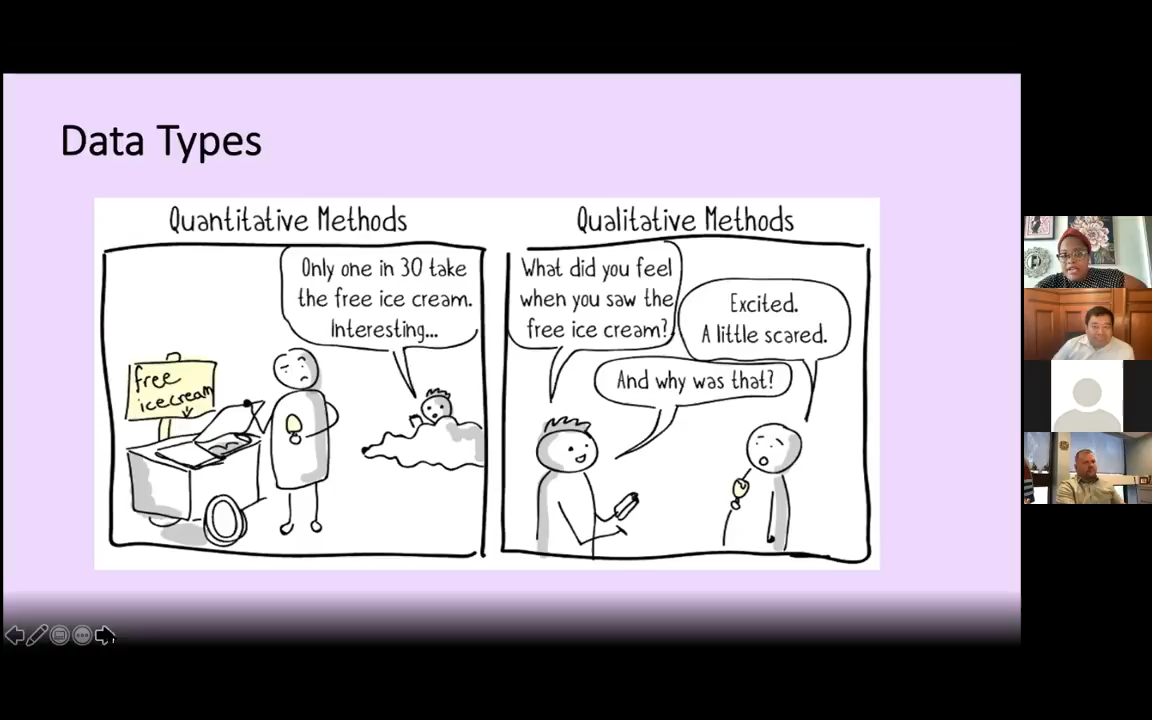 Data Types
Quantitative Methods
Only one in 30 take
the free ice cream.
Interesting...
free
icecream
Qualitative Methods
What did you feel
when you saw the
free ice cream?
Excited.
A little scared.
And why was that?